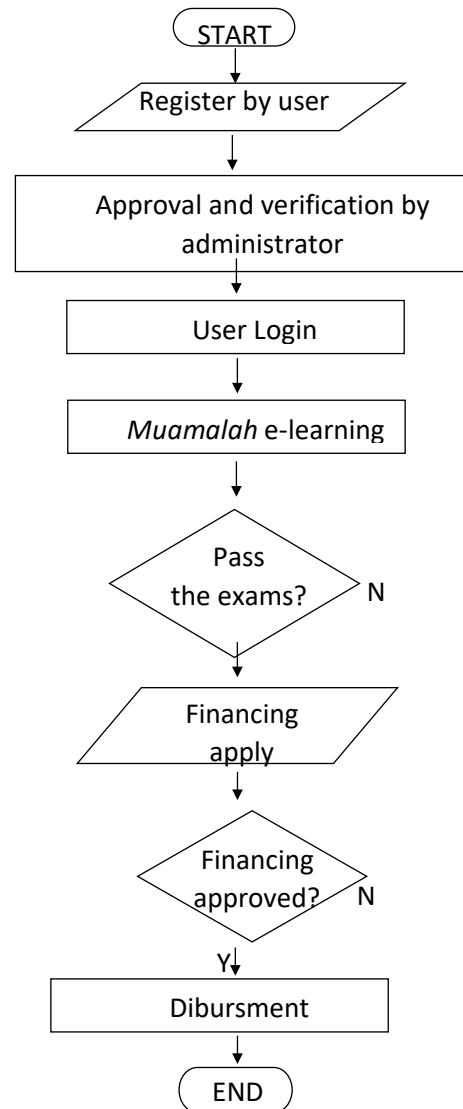 START
Register by user
Approval and verification by
administrator
User Login
Muamalah e-learning
Pass
the exams?
N
Financing
apply
Financing
approved?
N
Y
Dibursment
END